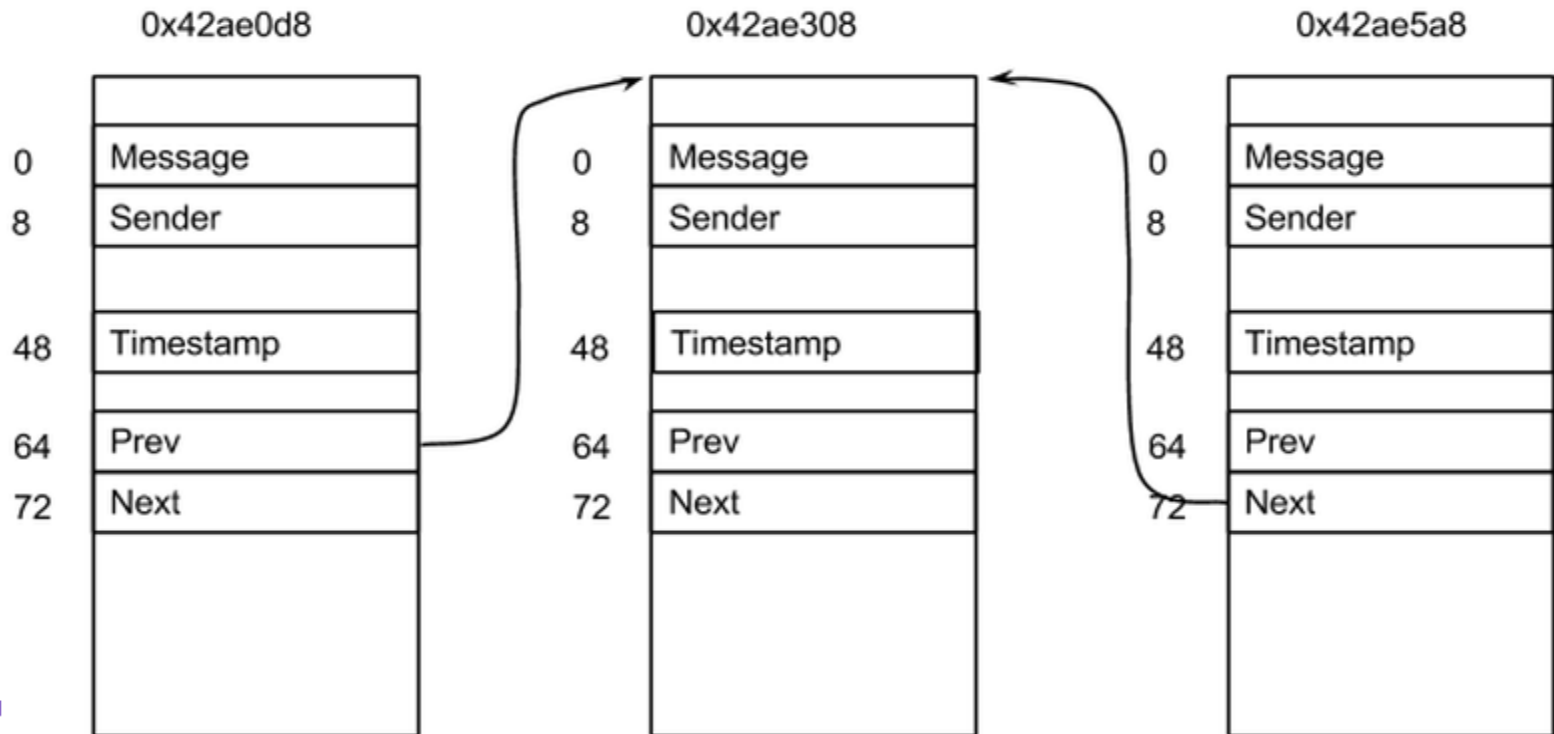 0x42ae0d8
0x42ae308
0x42ae5a8
0 Message
8 Sender
48 Timestamp
64 Prev
72 Next
0 Message
8 Sender
48 Timestamp
64 Prev
72 Next
0 Message
8 Sender
48 Timestamp
64 Prev
72 Next